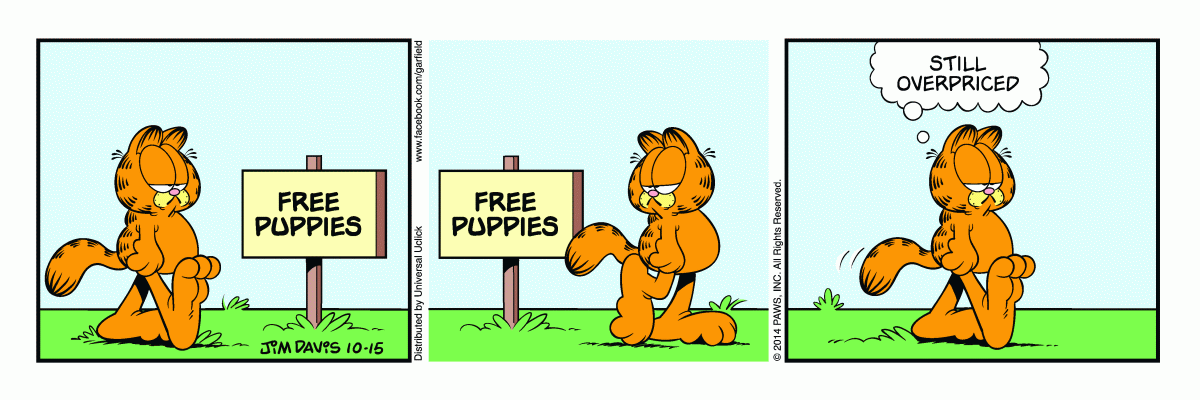 FREE
PUPPIES
JIM DAVIS 10-15
www.facebook.com/garfield
Distributed by Universal Uclick
FREE
PUPPIES
© 2014 PAWS, INC. All Rights Reserved.
STILL
OVERPRICED